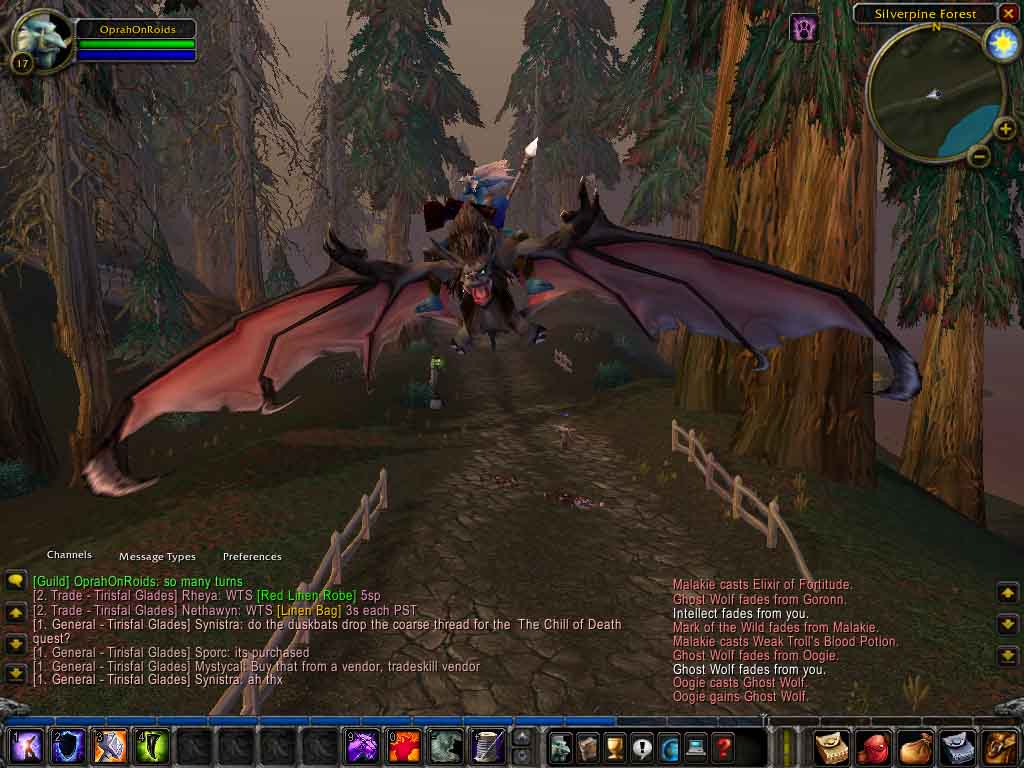 OprahOnRoids
17
Silverpine Forest
N
Channels
Message Types
Preferences
[Guild] OprahOnRoids: so many turns
[2. Trade - Tirisfal Glades] Rheya: WTS [Red Linen Robe] 5sp
[2. Trade - Tirisfal Glades] Nethawyn: WTS [Linen Bag] 3s each PST
[1. General - Tirisfal Glades] Synistra: do the duskbats drop the coarse thread for the The Chill of Death
quest?
[1. General - Tirisfal Glades] Sporc: its purchased
[1. General - Tirisfal Glades] Mystycal: Buy that from a vendor, tradeskill vendor
[1. General - Tirisfal Glades] Synistra: ah thx
Malakie casts Elixir of Fortitude.
Ghost Wolf fades from Goronn.
Intellect fades from you.
Mark of the Wild fades from Malakie.
Malakie casts Weak Troll's Blood Potion.
Ghost Wolf fades from Oogie.
Ghost Wolf fades from you.
Oogie casts Ghost Wolf.
Oogie gains Ghost Wolf.
1
2
3
4
9
0
-
=